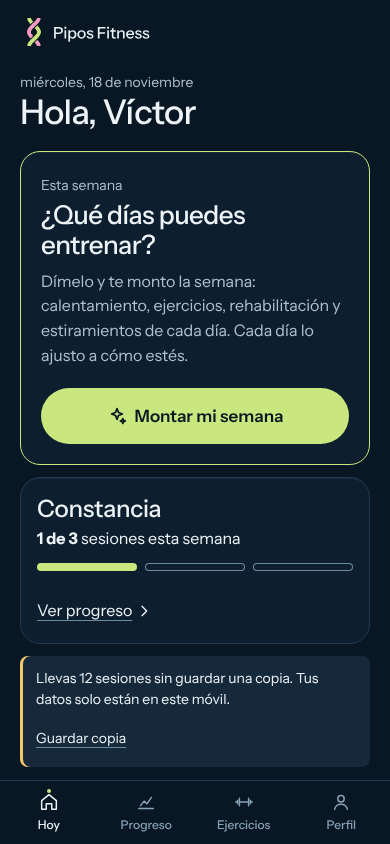 Pipos Fitness
miércoles, 18 de noviembre
Hola, Víctor
Esta semana
¿Qué días puedes
entrenar?
Dímelo y te monto la semana:
calentamiento, ejercicios, rehabilitación y
estiramientos de cada día. Cada día lo
ajusto a cómo estés.
Montar mi semana
Constancia
1 de 3 sesiones esta semana
Ver progreso
Llevas 12 sesiones sin guardar una copia. Tus
datos solo están en este móvil.
Guardar copia
Hoy
Progreso
Ejercicios
Perfil